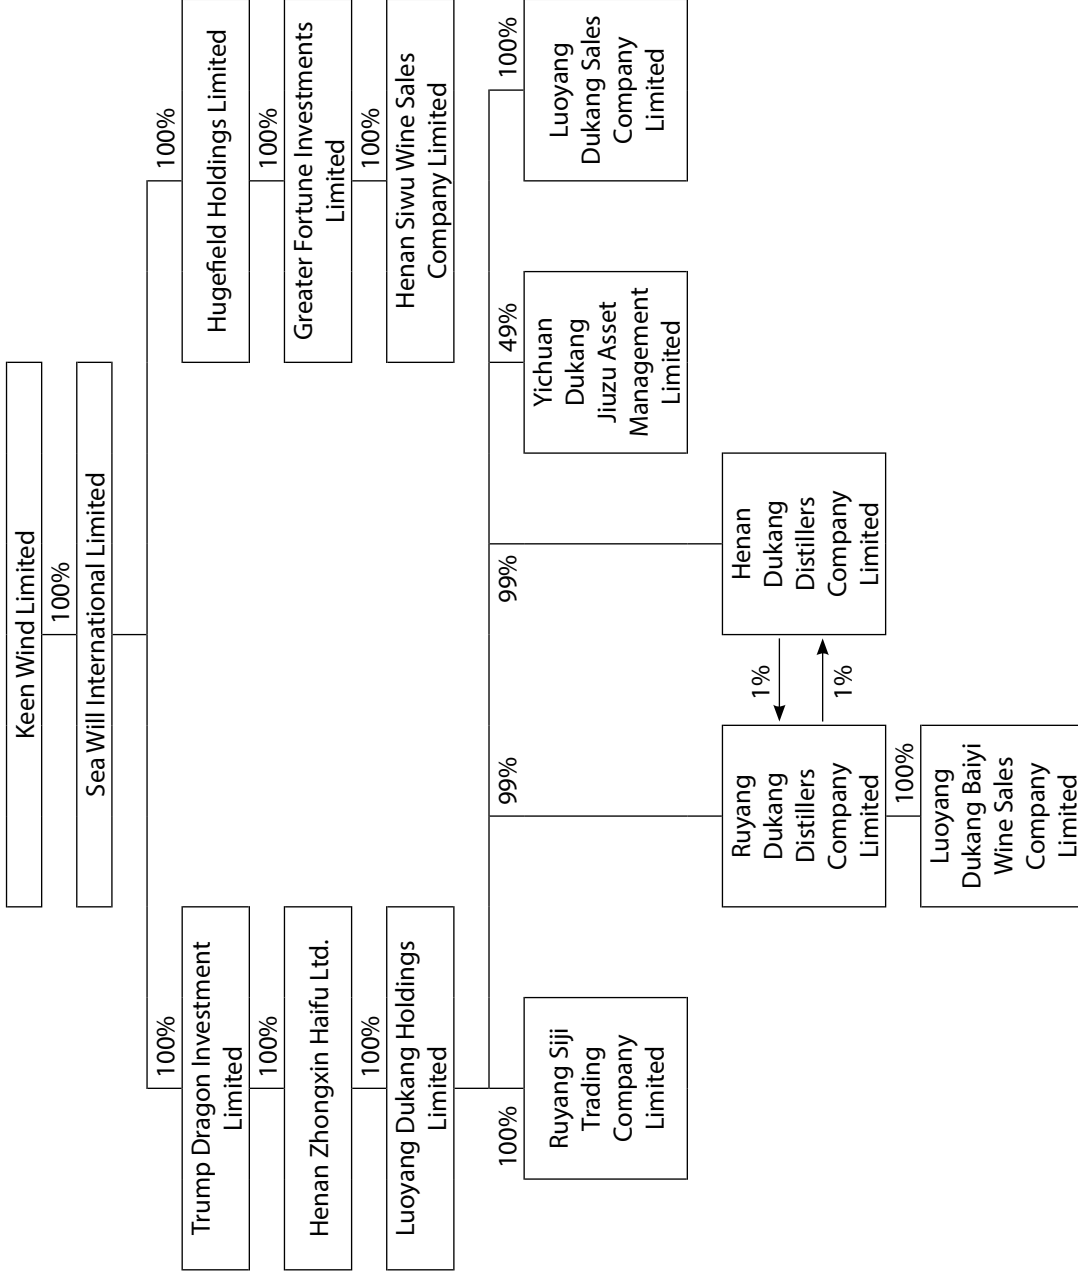 Keen Wind Limited
100%
Sea Will International Limited
100%
Trump Dragon Investment
Limited
100%
Henan Zhongxin Haifu Ltd.
100%
Luoyang Dukang Holdings
Limited
100%
Hugefield Holdings Limited
100%
Greater Fortune Investments
Limited
100%
Henan Siwu Wine Sales
Company Limited
100%
Ruyang Siji
Trading
Company
Limited
99%
Ruyang
Dukang
Distillers
Company
Limited
1%
1%
99%
Henan
Dukang
Distillers
Company
Limited
49%
Yichuan
Dukang
Jiuzu Asset
Management
Limited
100%
Luoyang
Dukang Sales
Company
Limited
100%
Luoyang
Dukang Baiyi
Wine Sales
Company
Limited